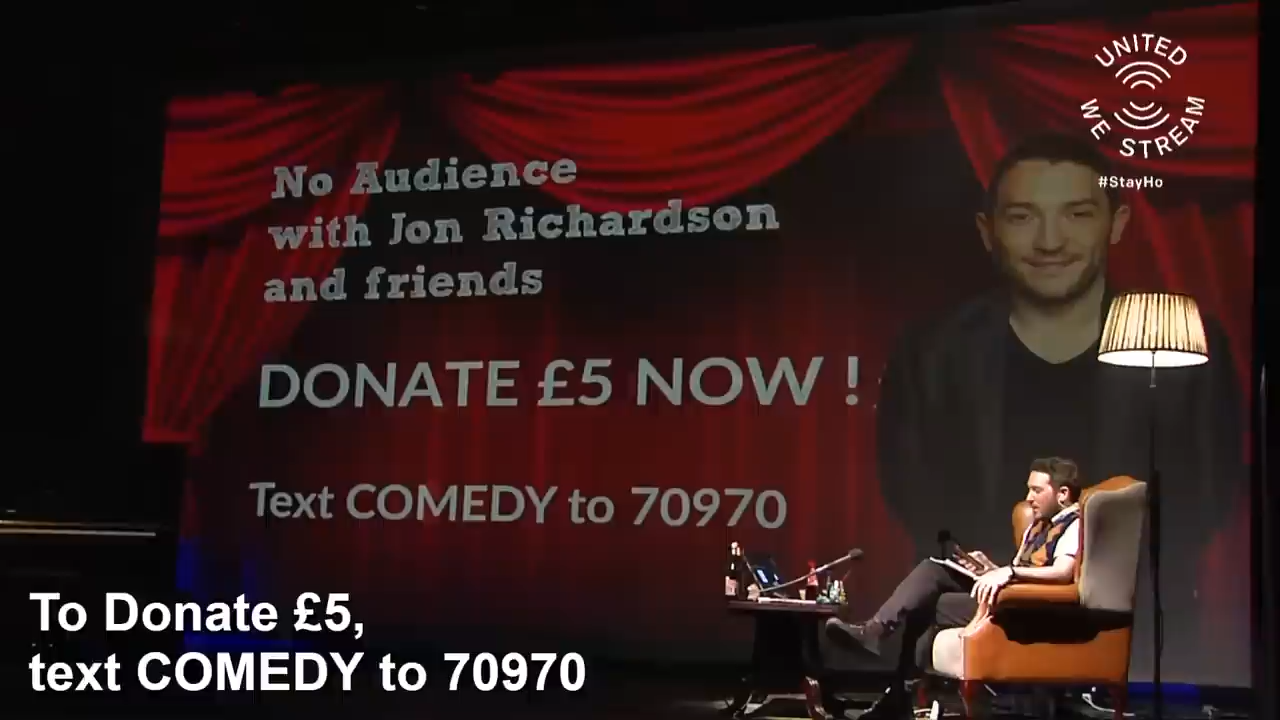 UNITED
WE STREAM
#StayHo
No Audience
with Jon Richardson
and friends
DONATE £5 NOW !
Text COMEDY to 70970
To Donate £5,
text COMEDY to 70970